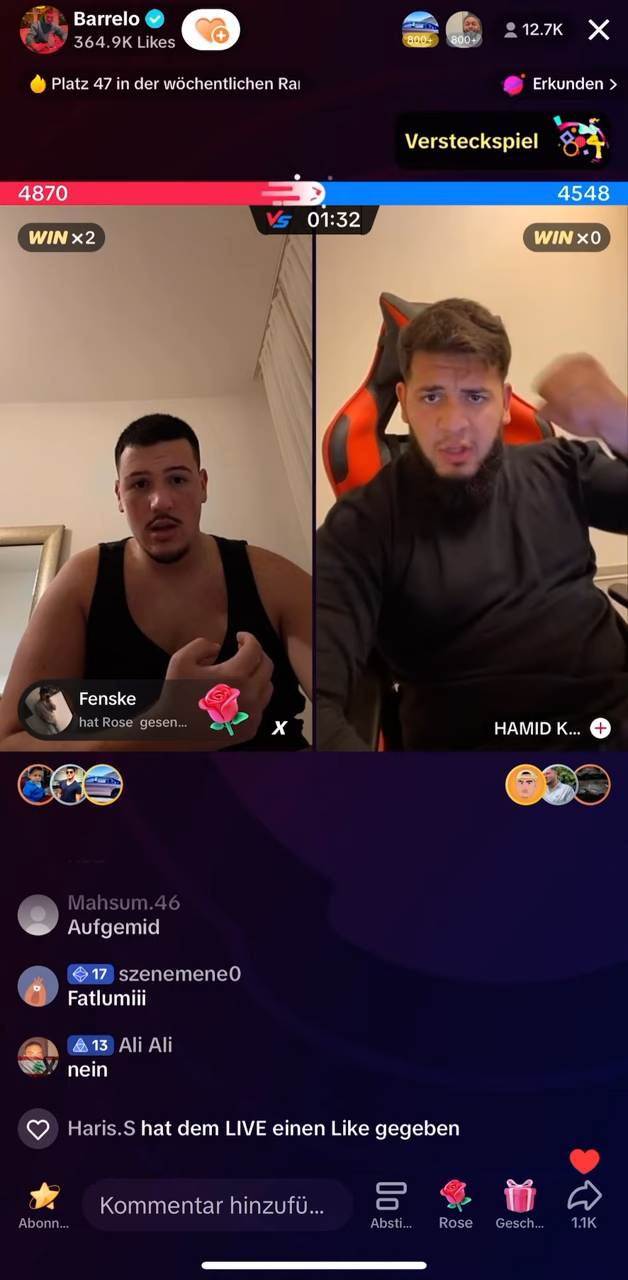 Barrelo
364.9K Likes
800+
800+
12.7K
Platz 47 in der wöchentlichen Ra
Erkunden >
Versteckspiel
4870
4548
VS 01:32
WIN x2
WIN x0
Fenske
hat Rose gesen...
X
HAMID K...
Mahsum.46
Aufgemid
17 szenemene0
Fatlumiii
13 Ali Ali
nein
Haris.S hat dem LIVE einen Like gegeben
Kommentar hinzufü...
Abonn...
Absti...
Rose
Gesch...
1.1K